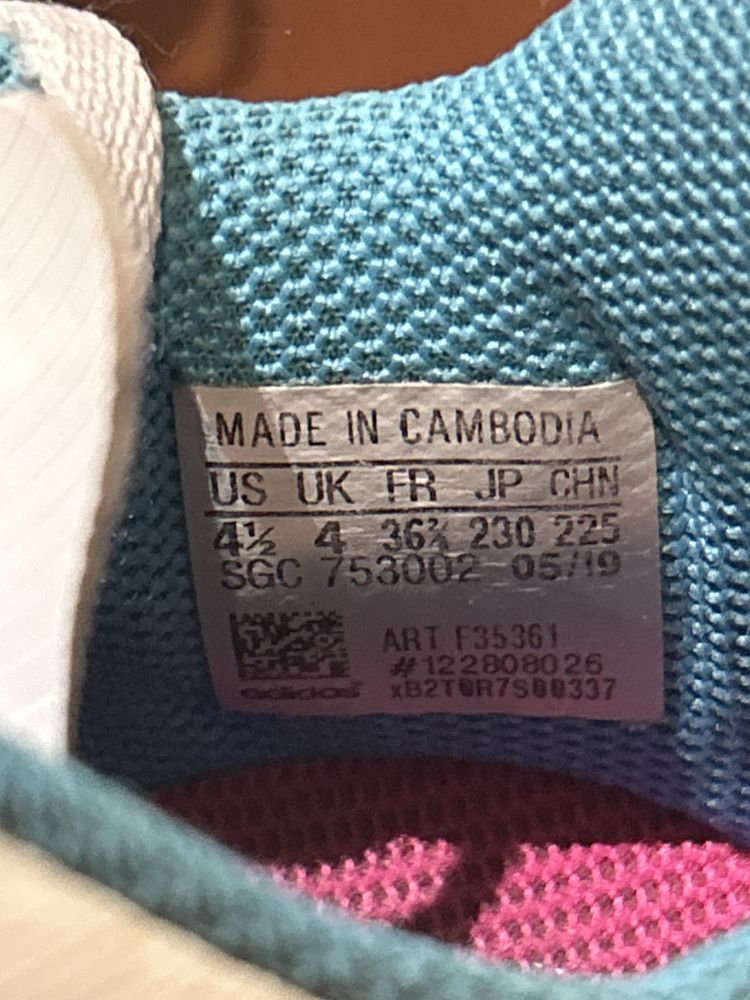 MADE IN CAMBODIA
US UK FR JP CHN
4½ 4 36⅔ 230 225
SGC 753002 05/19
ART F35361
#122808026
adidas xB2T0R7S00337